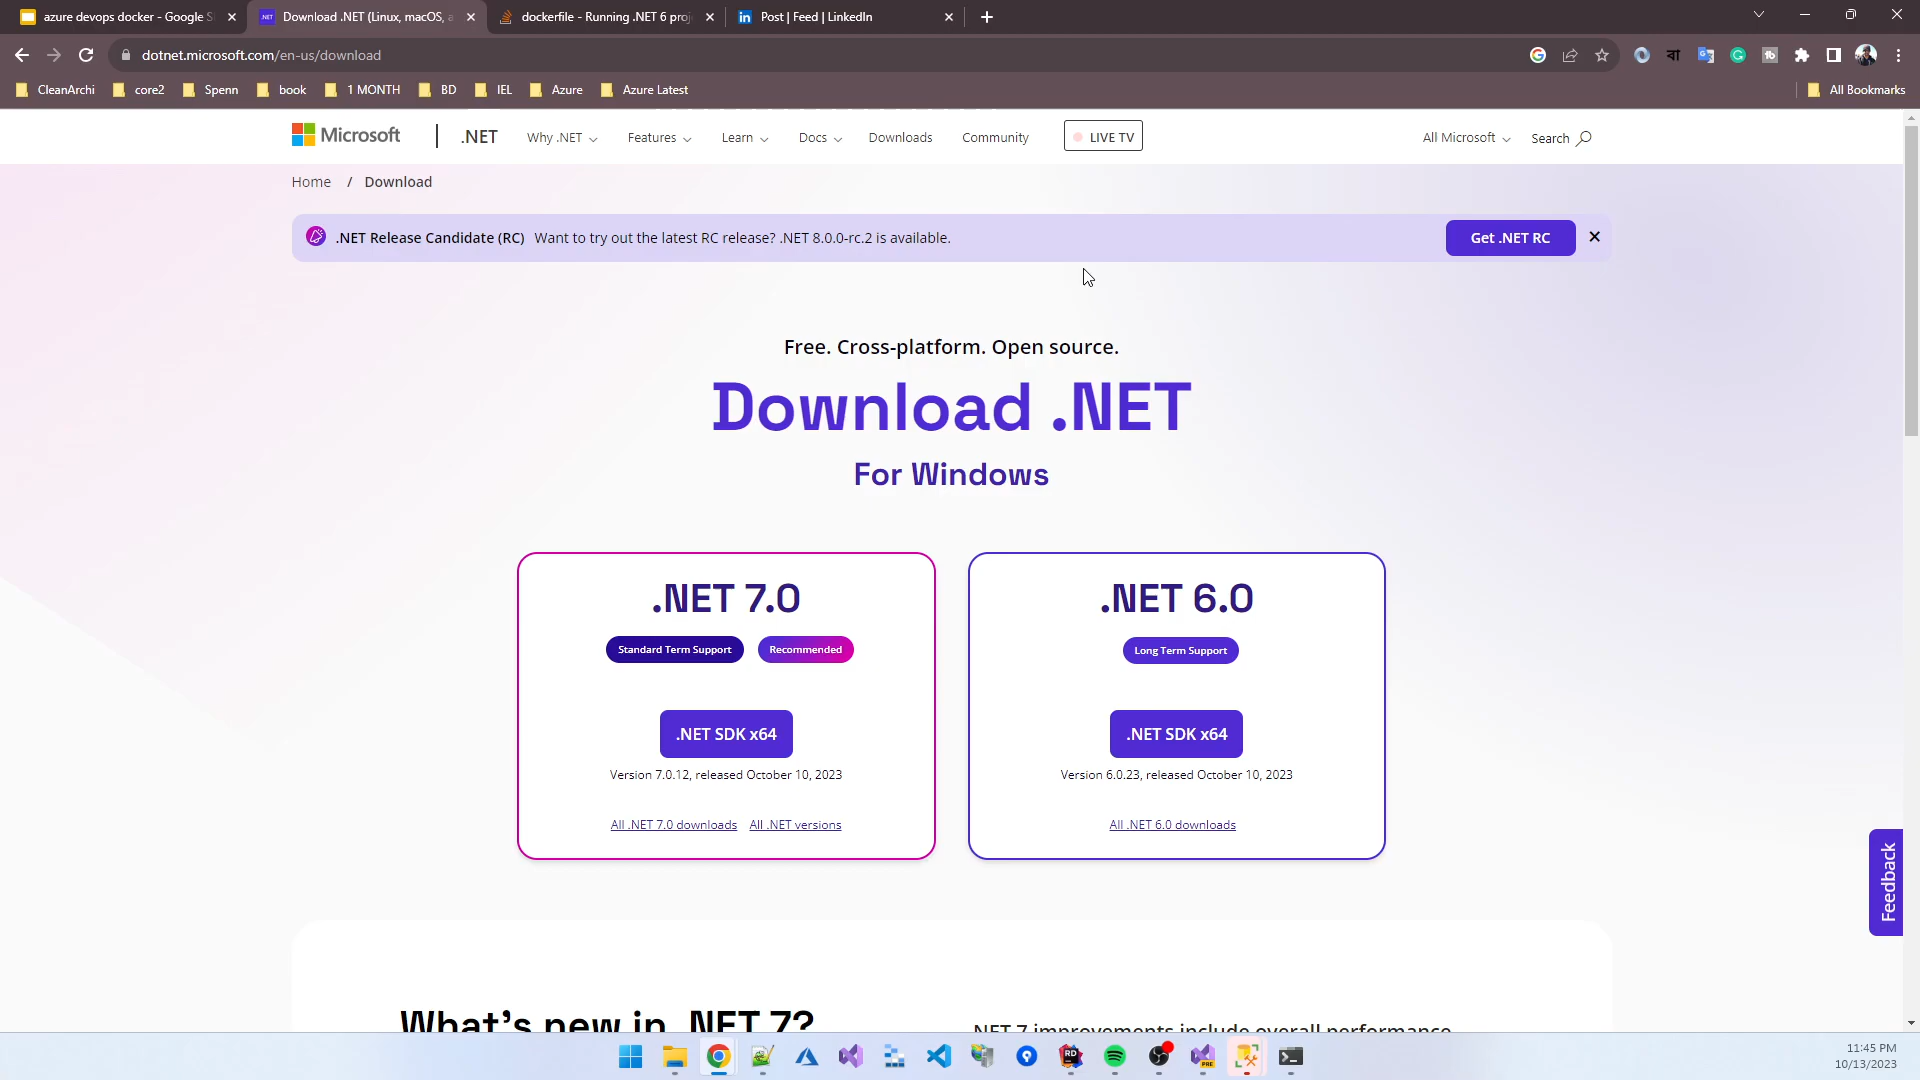 azure devops docker - Google S
Download .NET (Linux, macOS, a
dockerfile - Running .NET 6 proj
Post | Feed | LinkedIn
dotnet.microsoft.com/en-us/download
CleanArchi
core2
Spenn
book
1 MONTH
BD
IEL
Azure
Azure Latest
All Bookmarks
Microsoft
.NET
Why .NET
Features
Learn
Docs
Downloads
Community
LIVE TV
All Microsoft
Search
Home / Download
.NET Release Candidate (RC) Want to try out the latest RC release? .NET 8.0.0-rc.2 is available.
Get .NET RC
Free. Cross-platform. Open source.
Download .NET
For Windows
.NET 7.0
Standard Term Support
Recommended
.NET SDK x64
Version 7.0.12, released October 10, 2023
All .NET 7.0 downloads
All .NET versions
.NET 6.0
Long Term Support
.NET SDK x64
Version 6.0.23, released October 10, 2023
All .NET 6.0 downloads
Feedback
What's new in .NET 7?
.NET 7 improvements include overall performance
11:45 PM
10/13/2023